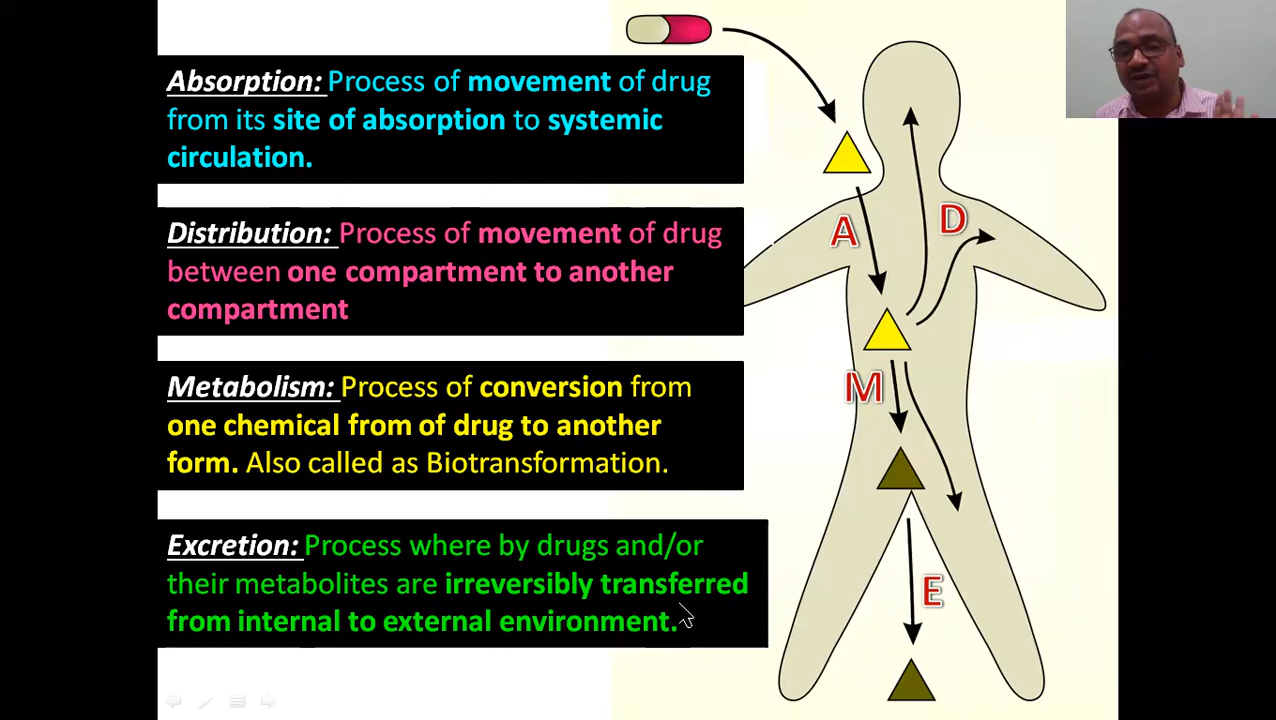 Absorption: Process of movement of drug
from its site of absorption to systemic
circulation.
Distribution: Process of movement of drug
between one compartment to another
compartment
Metabolism: Process of conversion from
one chemical from of drug to another
form. Also called as Biotransformation.
Excretion: Process where by drugs and/or
their metabolites are irreversibly transferred
from internal to external environment.
A
D
M
E